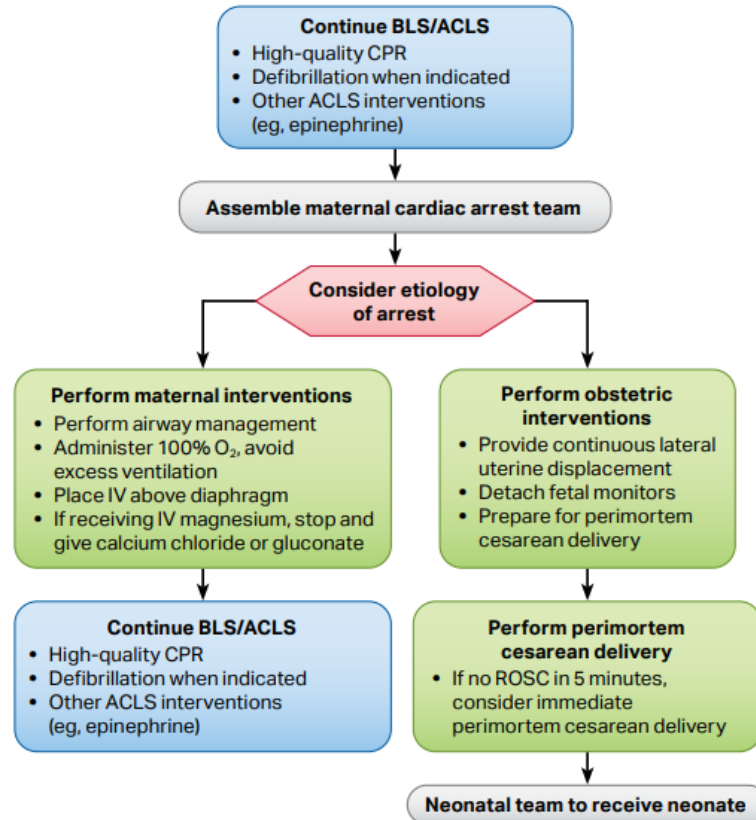 Continue BLS/ACLS
• High-quality CPR
• Defibrillation when indicated
• Other ACLS interventions
(eg, epinephrine)
Assemble maternal cardiac arrest team
Consider etiology
of arrest
Perform maternal interventions
• Perform airway management
• Administer 100% O₂, avoid
excess ventilation
• Place IV above diaphragm
• If receiving IV magnesium, stop and
give calcium chloride or gluconate
Perform obstetric
interventions
• Provide continuous lateral
uterine displacement
• Detach fetal monitors
• Prepare for perimortem
cesarean delivery
Continue BLS/ACLS
• High-quality CPR
• Defibrillation when indicated
• Other ACLS interventions
(eg, epinephrine)
Perform perimortem
cesarean delivery
• If no ROSC in 5 minutes,
consider immediate
perimortem cesarean delivery
Neonatal team to receive neonate